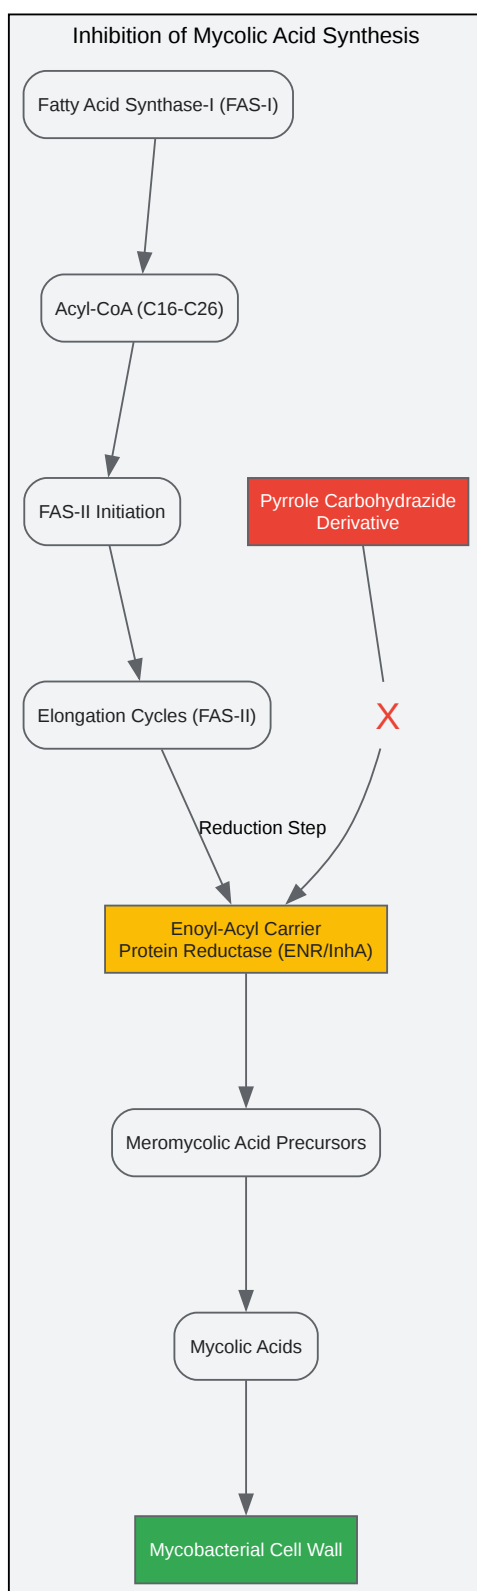 Inhibition of Mycolic Acid Synthesis
Fatty Acid Synthase-I (FAS-I)
Acyl-CoA (C16-C26)
FAS-II Initiation
Pyrrole Carbohydrazide
Derivative
Elongation Cycles (FAS-II)
X
Reduction Step
Enoyl-Acyl Carrier
Protein Reductase (ENR/InhA)
Meromycolic Acid Precursors
Mycolic Acids
Mycobacterial Cell Wall